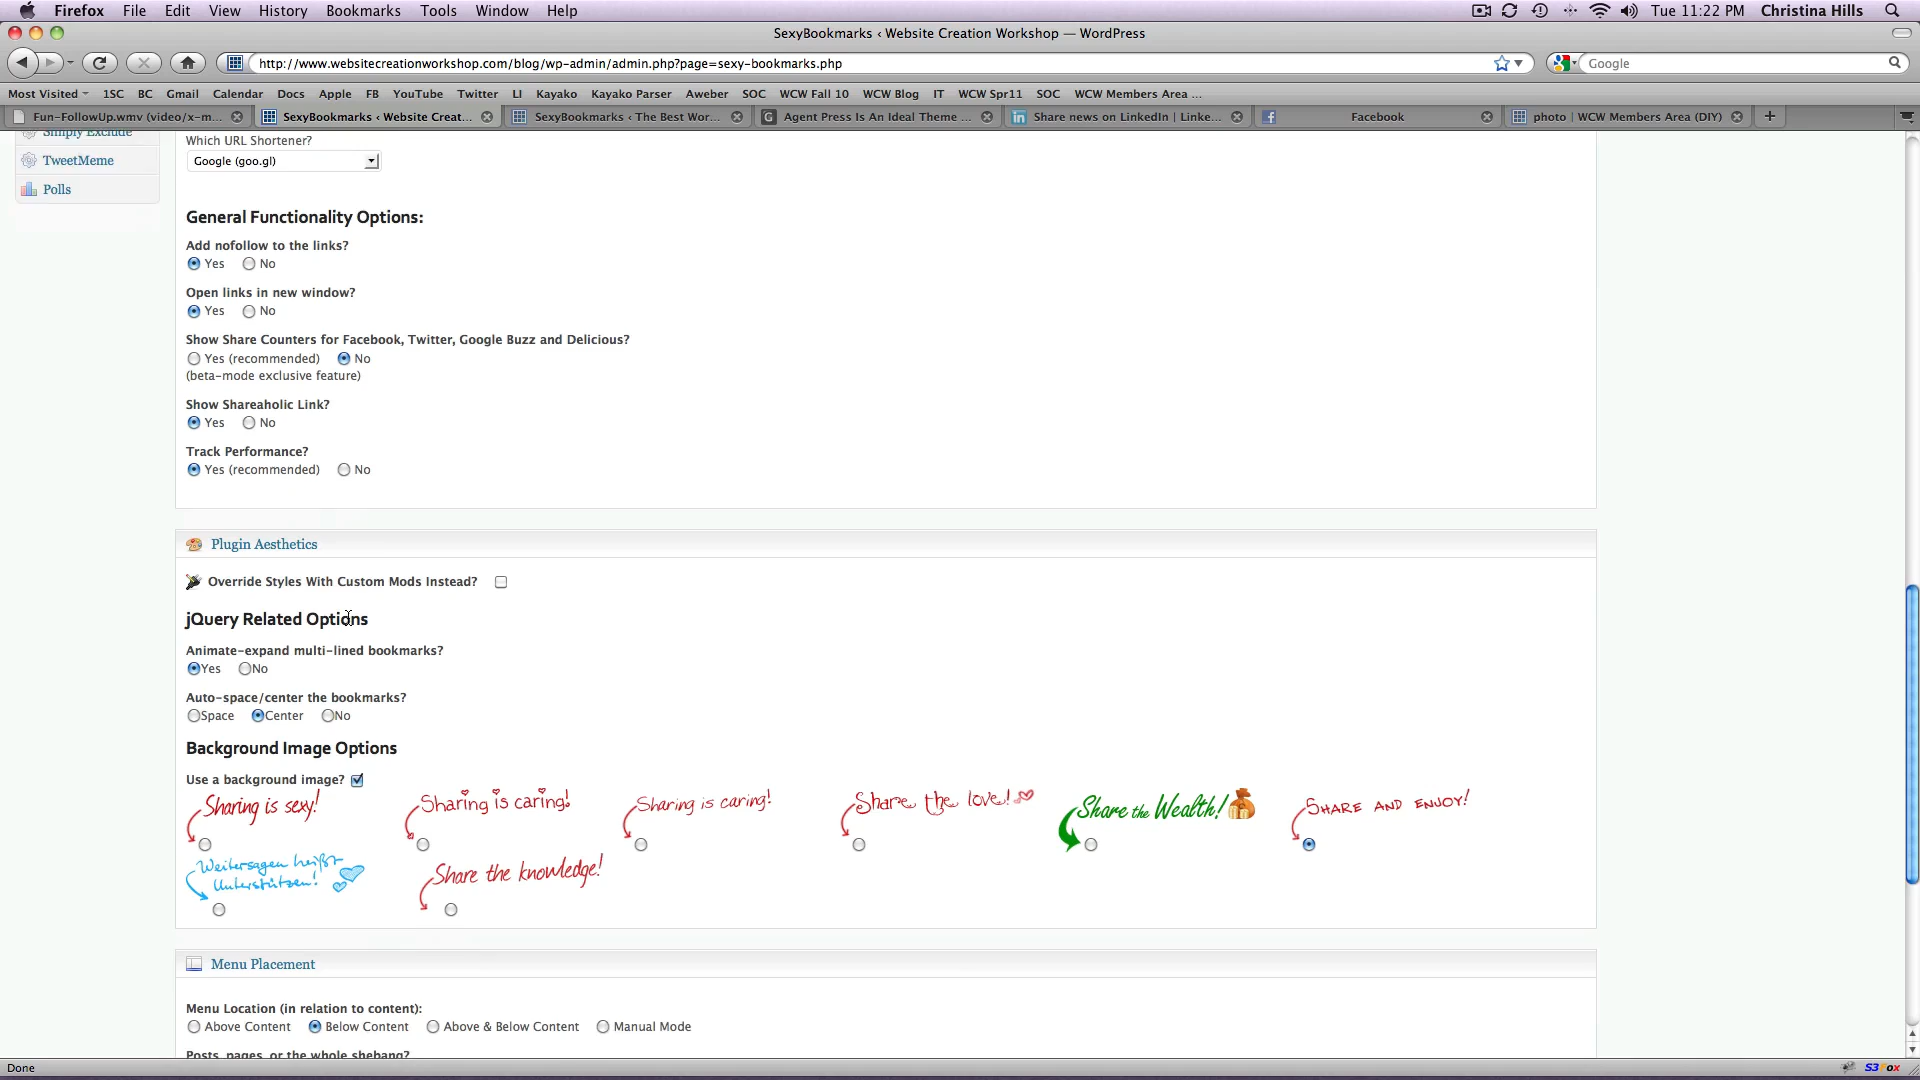 Firefox File Edit View History Bookmarks Tools Window Help Tue 11:22 PM Christina Hills
SexyBookmarks ‹ Website Creation Workshop — WordPress
http://www.websitecreationworkshop.com/blog/wp-admin/admin.php?page=sexy-bookmarks.php Google
Most Visited 1SC BC Gmail Calendar Docs Apple FB YouTube Twitter LI Kayako Kayako Parser Aweber SOC WCW Fall 10 WCW Blog IT WCW Spr11 SOC WCW Members Area ...
Fun-FollowUp.wmv (video/x-m... SexyBookmarks ‹ Website Creat... SexyBookmarks ‹ The Best Wor... Agent Press Is An Ideal Theme ... Share news on LinkedIn | Linke... Facebook photo | WCW Members Area (DIY)
Simply Exclude
TweetMeme
Polls
Which URL Shortener?
Google (goo.gl)
General Functionality Options:
Add nofollow to the links?
Yes No
Open links in new window?
Yes No
Show Share Counters for Facebook, Twitter, Google Buzz and Delicious?
Yes (recommended) No
(beta-mode exclusive feature)
Show Shareaholic Link?
Yes No
Track Performance?
Yes (recommended) No
Plugin Aesthetics
Override Styles With Custom Mods Instead?
jQuery Related Options
Animate-expand multi-lined bookmarks?
Yes No
Auto-space/center the bookmarks?
Space Center No
Background Image Options
Use a background image?
Sharing is sexy! Sharing is caring! Sharing is caring! Share the love! Share the Wealth! SHARE AND ENJOY!
Weitersagen heißt
Unterstützen!
Share the knowledge!
Menu Placement
Menu Location (in relation to content):
Above Content Below Content Above & Below Content Manual Mode
Posts, pages, or the whole shebang?
Done S3Fox